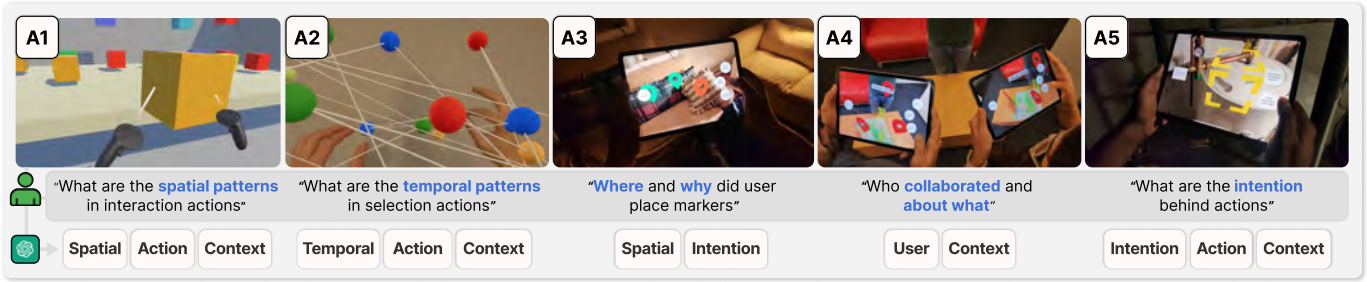 A1
A2
A3
A4
A5
“What are the spatial patterns
in interaction actions”
“What are the temporal patterns
in selection actions”
“Where and why did user
place markers”
“Who collaborated and
about what”
“What are the intention
behind actions”
Spatial Action Context
Temporal Action Context
Spatial Intention
User Context
Intention Action Context